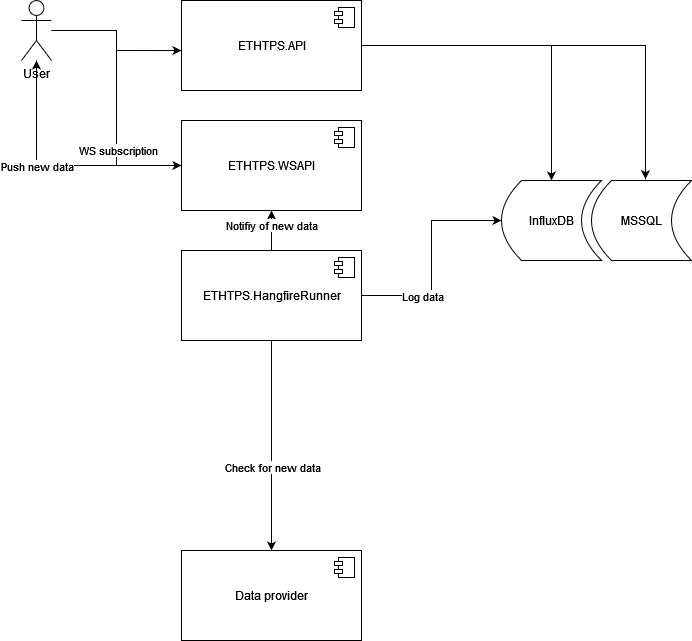 ETHTPS.API
User
WS subscription
Push new data
ETHTPS.WSAPI
Notifiy of new data
InfluxDB
MSSQL
ETHTPS.HangfireRunner
Log data
Check for new data
Data provider